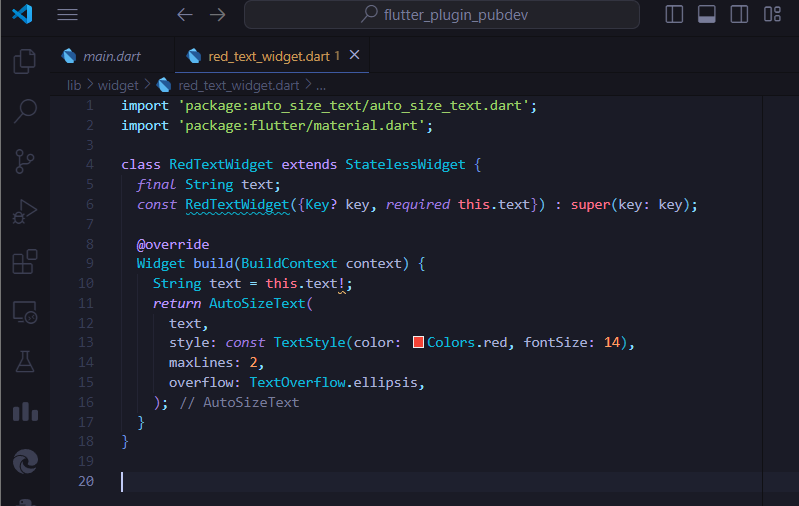 flutter_plugin_pubdev
main.dart
red_text_widget.dart 1
lib > widget > red_text_widget.dart > ...
1 import 'package:auto_size_text/auto_size_text.dart';
2 import 'package:flutter/material.dart';
3
4 class RedTextWidget extends StatelessWidget {
5 final String text;
6 const RedTextWidget({Key? key, required this.text}) : super(key: key);
7
8 @override
9 Widget build(BuildContext context) {
10 String text = this.text!;
11 return AutoSizeText(
12 text,
13 style: const TextStyle(color: Colors.red, fontSize: 14),
14 maxLines: 2,
15 overflow: TextOverflow.ellipsis,
16 ); // AutoSizeText
17 }
18 }
19
20